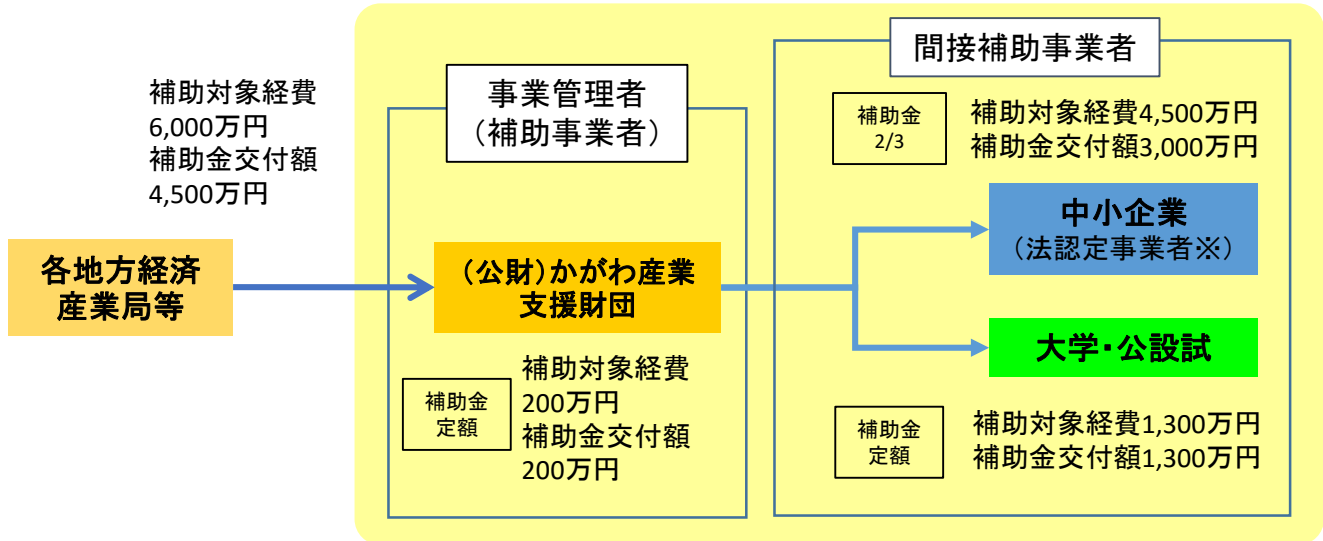 補助対象経費
6,000万円
補助金交付額
4,500万円
各地方経済
産業局等
事業管理者
（補助事業者）
（公財）かがわ産業
支援財団
補助金
定額
補助対象経費
200万円
補助金交付額
200万円
間接補助事業者
補助金
2/3
補助対象経費4,500万円
補助金交付額3,000万円
中小企業
（法認定事業者※）
大学・公設試
補助金
定額
補助対象経費1,300万円
補助金交付額1,300万円